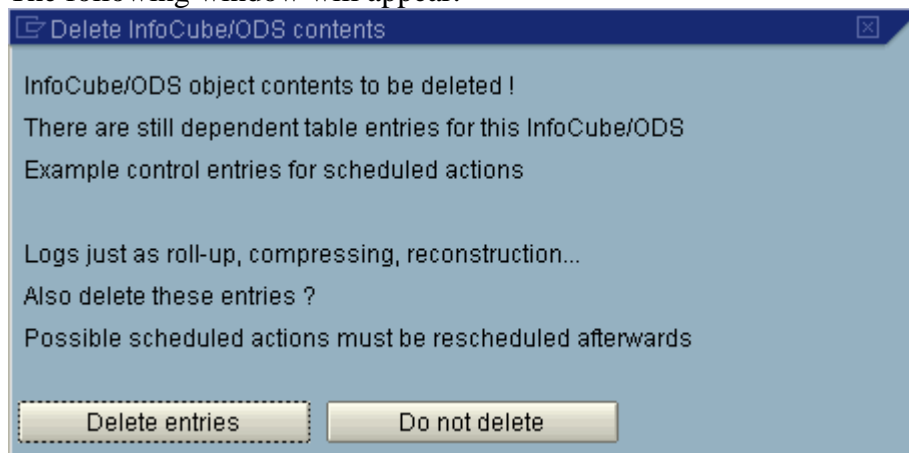 The following window will appear:
Delete InfoCube/ODS contents
InfoCube/ODS object contents to be deleted !
There are still dependent table entries for this InfoCube/ODS
Example control entries for scheduled actions
Logs just as roll-up, compressing, reconstruction...
Also delete these entries ?
Possible scheduled actions must be rescheduled afterwards
Delete entries
Do not delete